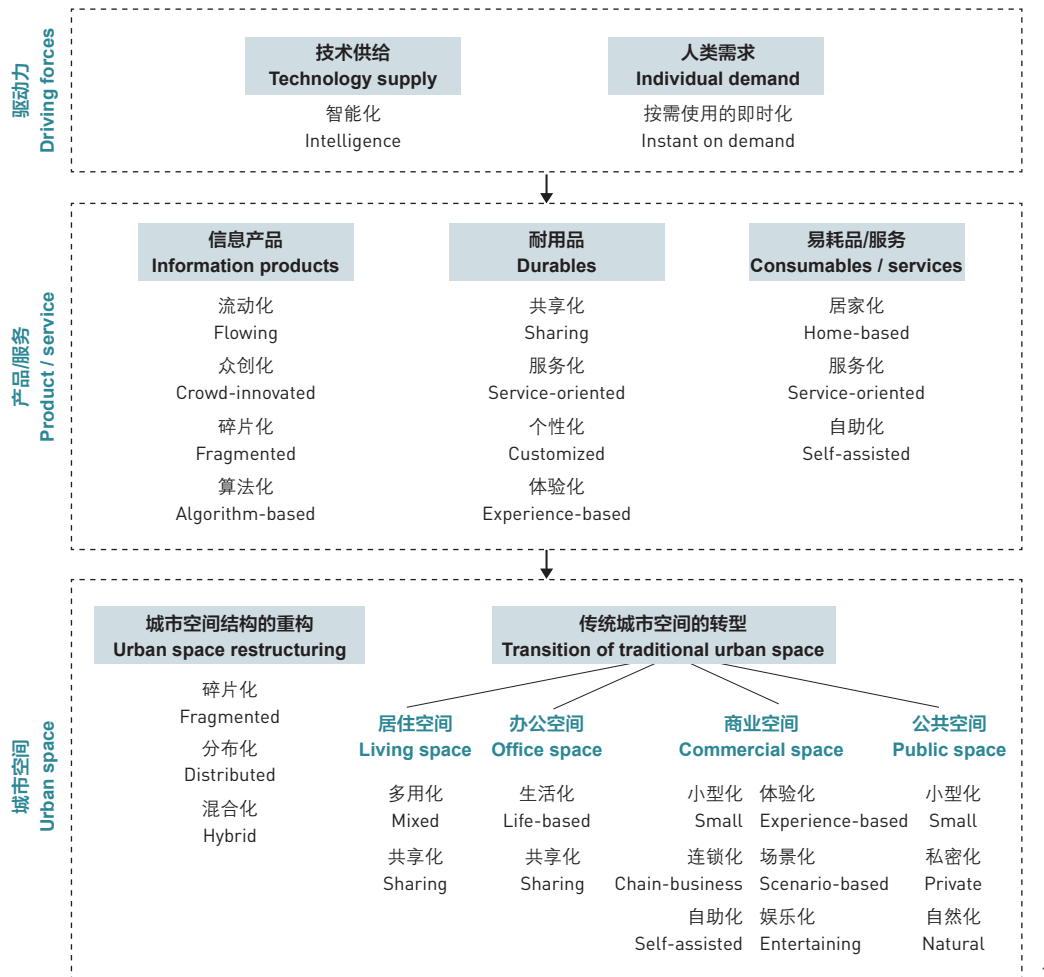 驱动力
Driving forces
技术供给
Technology supply
智能化
Intelligence
人类需求
Individual demand
按需使用的即时化
Instant on demand
产品/服务
Product / service
信息产品
Information products
流动化
Flowing
众创化
Crowd-innovated
碎片化
Fragmented
算法化
Algorithm-based
耐用品
Durables
共享化
Sharing
服务化
Service-oriented
个性化
Customized
体验化
Experience-based
易耗品/服务
Consumables / services
居家化
Home-based
服务化
Service-oriented
自助化
Self-assisted
城市空间
Urban space
城市空间结构的重构
Urban space restructuring
碎片化
Fragmented
分布化
Distributed
混合化
Hybrid
传统城市空间的转型
Transition of traditional urban space
居住空间
Living space
多用化
Mixed
共享化
Sharing
办公空间
Office space
生活化
Life-based
共享化
Sharing
商业空间
Commercial space
小型化
Small
连锁化
Chain-business
自助化
Self-assisted
体验化
Experience-based
场景化
Scenario-based
娱乐化
Entertaining
公共空间
Public space
小型化
Small
私密化
Private
自然化
Natural